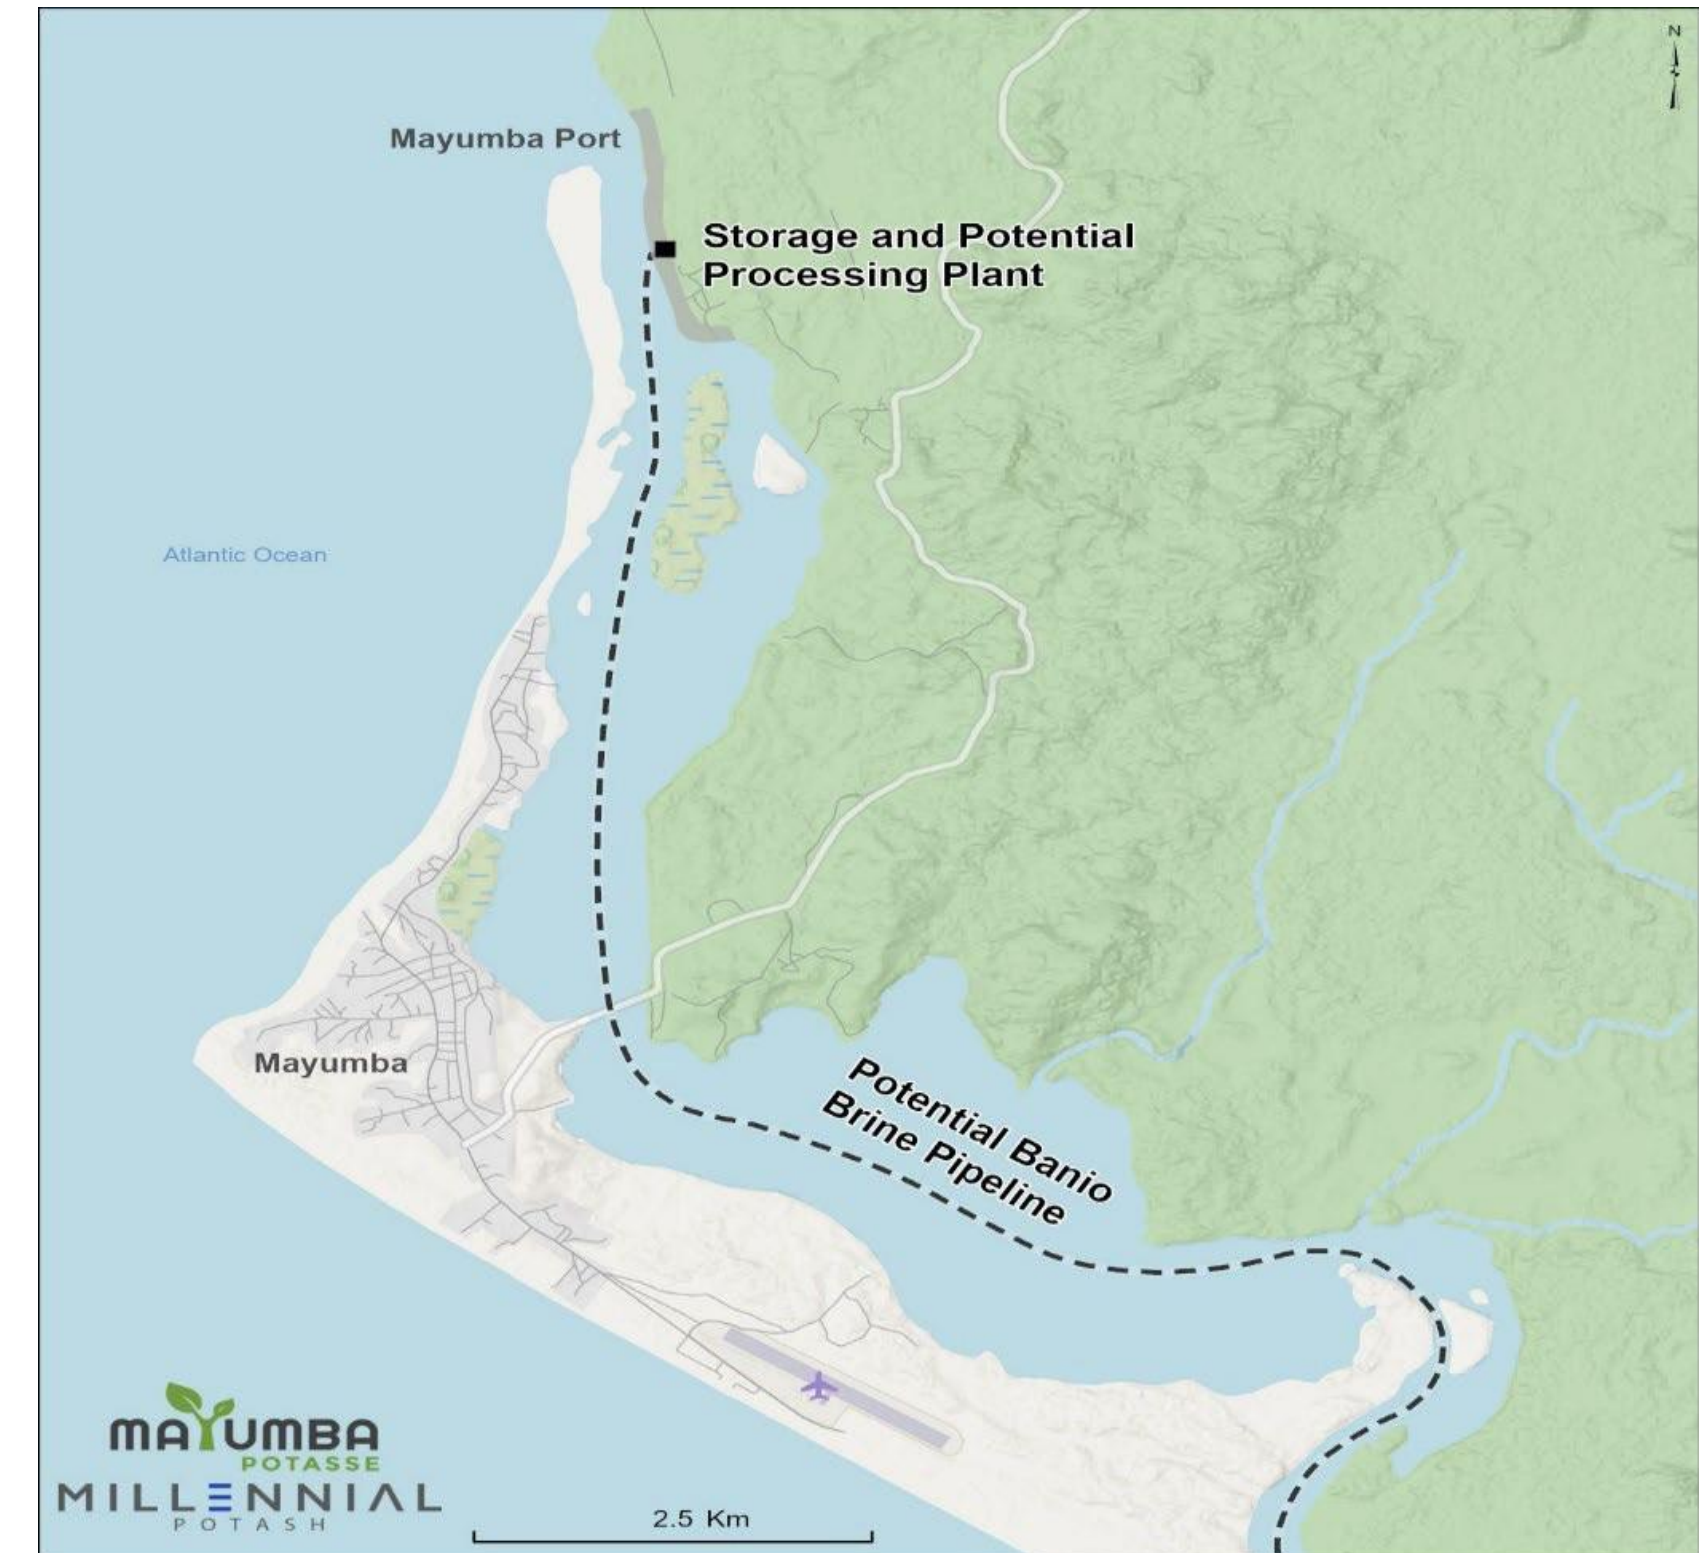 N
Mayumba Port
Storage and Potential
Processing Plant
Atlantic Ocean
Mayumba
Potential Banio
Brine Pipeline
MAYUMBA
POTASSE
MILLENNIAL
POTASH
2.5 Km